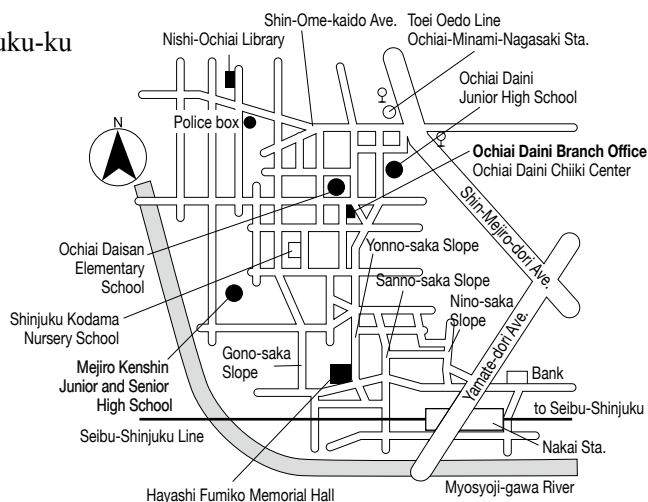 uku-ku
Shin-Ome-kaido Ave.
Toei Oedo Line
Ochiai-Minami-Nagasaki Sta.
Nishi-Ochiai Library
Ochiai Daini
Junior High School
Police box
N
Ochiai Daini Branch Office
Ochiai Daini Chiiki Center
Shin-Mejiro-dori Ave.
Ochiai Daisan
Elementary
School
Yonno-saka Slope
Sanno-saka Slope
Nino-saka
Slope
Shinjuku Kodama
Nursery School
Gono-saka
Slope
Mejiro Kenshin
Junior and Senior
High School
Yamate-dori Ave.
Bank
to Seibu-Shinjuku
Seibu-Shinjuku Line
Nakai Sta.
Hayashi Fumiko Memorial Hall
Myosyoji-gawa River